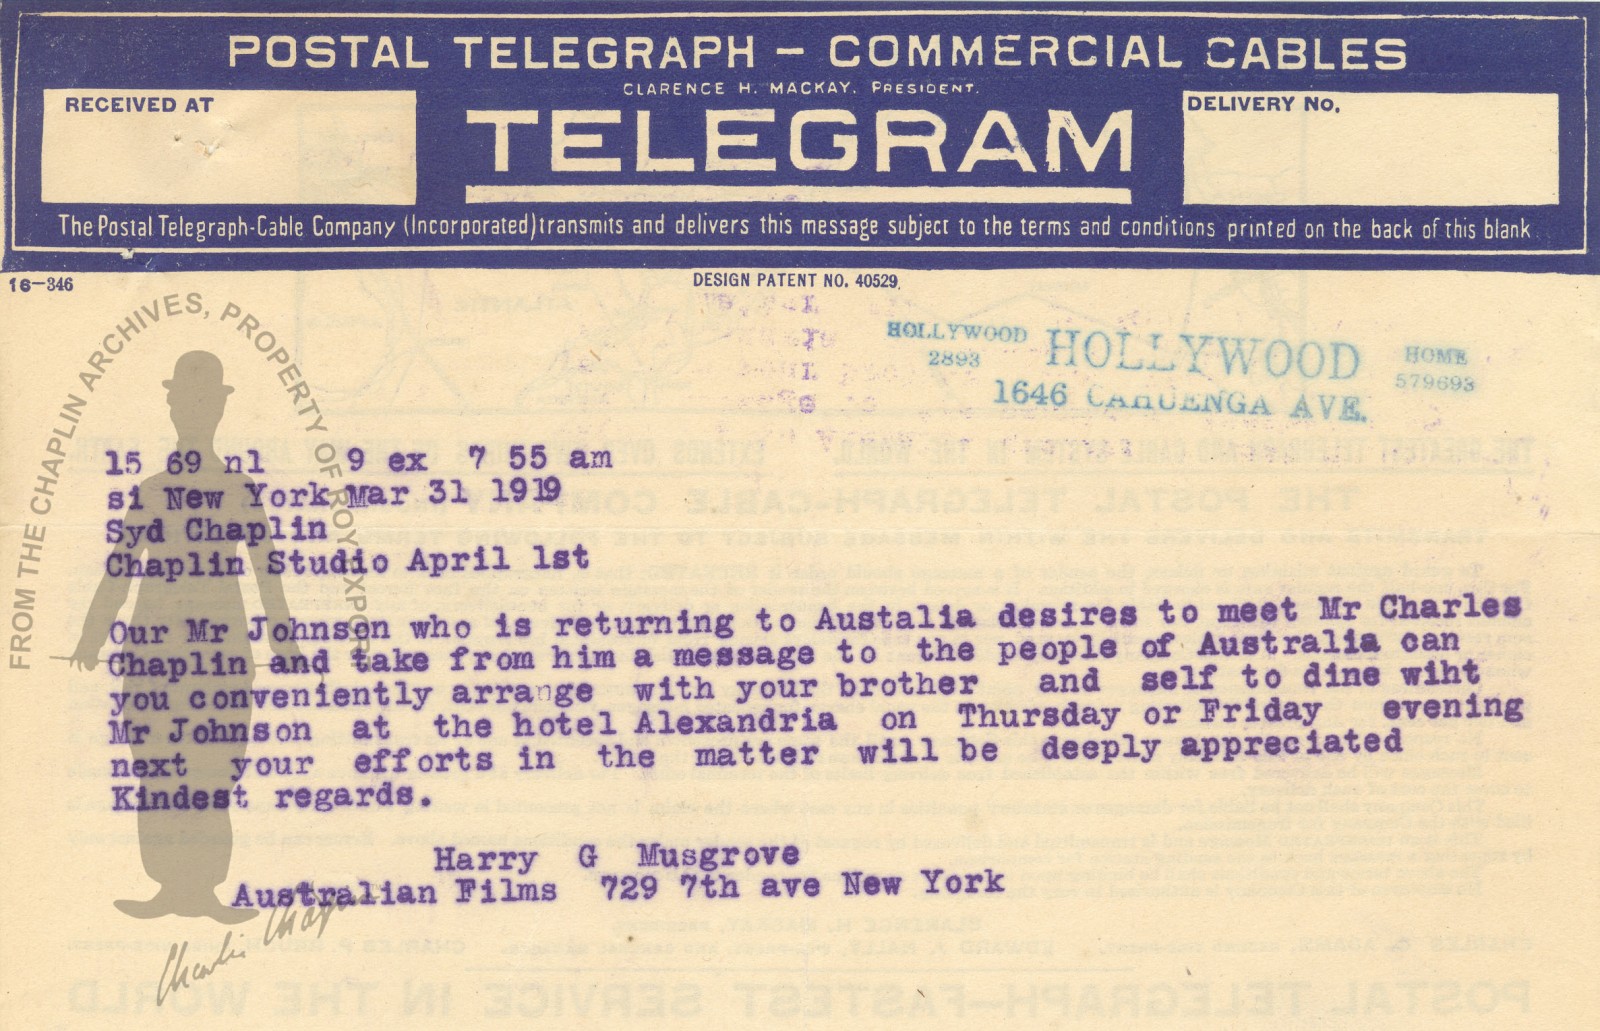 POSTAL TELEGRAPH – COMMERCIAL CABLES
CLARENCE H. MACKAY, PRESIDENT.
RECEIVED AT
TELEGRAM
DELIVERY No.
The Postal Telegraph-Cable Company (Incorporated) transmits and delivers this message subject to the terms and conditions printed on the back of this blank
16–346
DESIGN PATENT NO. 40529.
HOLLYWOOD 2893
HOLLYWOOD
1646 CAHUENGA AVE.
HOME 579693
FROM THE CHAPLIN ARCHIVES, PROPERTY OF ROY EXPORT
15 69 nl 9 ex 7 55 am
si New York Mar 31 1919
Syd Chaplin
Chaplin Studio April 1st
Our Mr Johnson who is returning to Austalia desires to meet Mr Charles
Chaplin and take from him a message to the people of Australia can
you conveniently arrange with your brother and self to dine wiht
Mr Johnson at the hotel Alexandria on Thursday or Friday evening
next your efforts in the matter will be deeply appreciated
Kindest regards.
Harry G Musgrove
Australian Films 729 7th ave New York
Charlie Chaplin